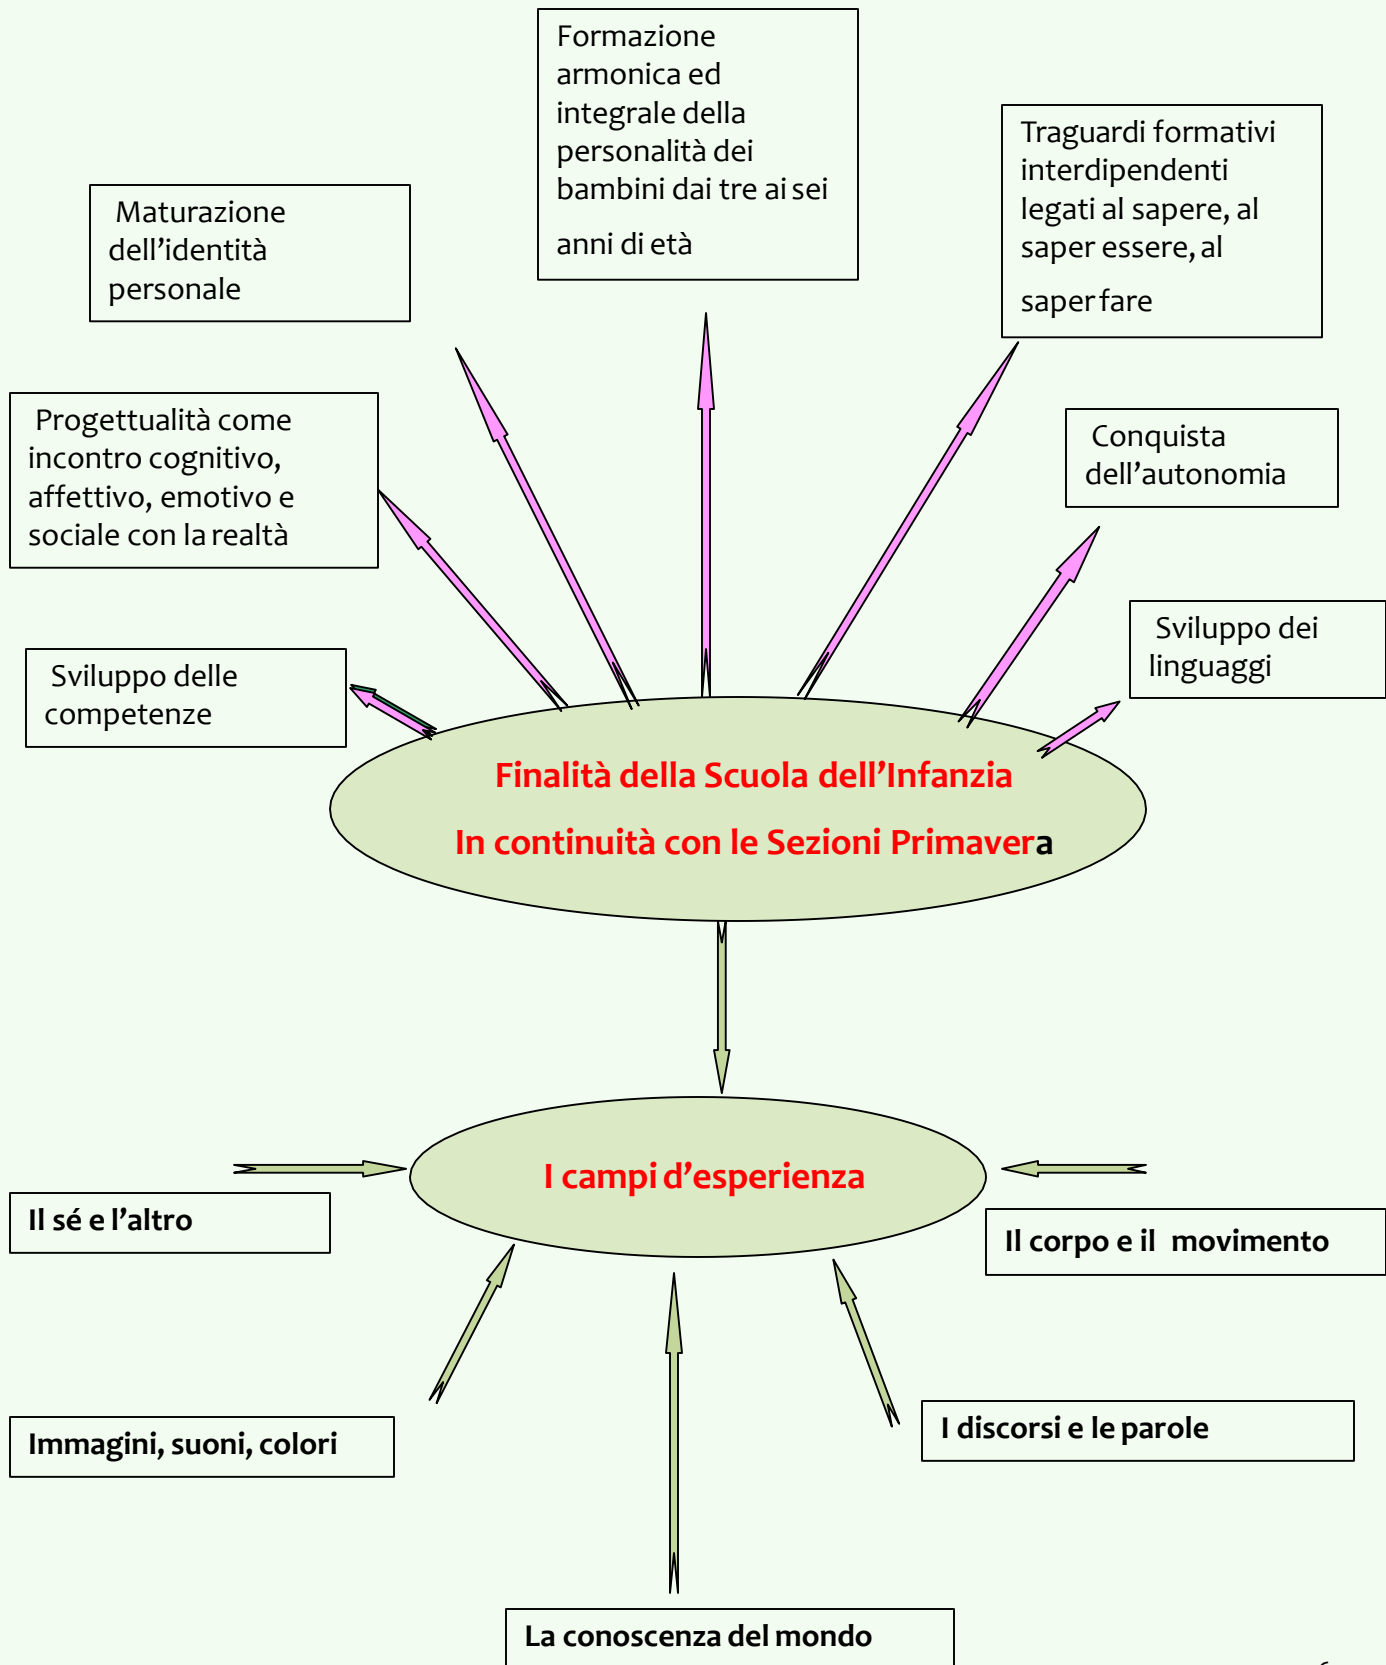 Formazione
armonica ed
integrale della
personalità dei
bambini dai tre ai sei
anni di età
Traguardi formativi
interdipendenti
legati al sapere, al
saper essere, al
saper fare
Maturazione
dell’identità
personale
Progettualità come
incontro cognitivo,
affettivo, emotivo e
sociale con la realtà
Conquista
dell’autonomia
Sviluppo dei
linguaggi
Sviluppo delle
competenze
Finalità della Scuola dell’Infanzia
In continuità con le Sezioni Primavera
I campi d’esperienza
Il sé e l’altro
Il corpo e il movimento
Immagini, suoni, colori
I discorsi e le parole
La conoscenza del mondo